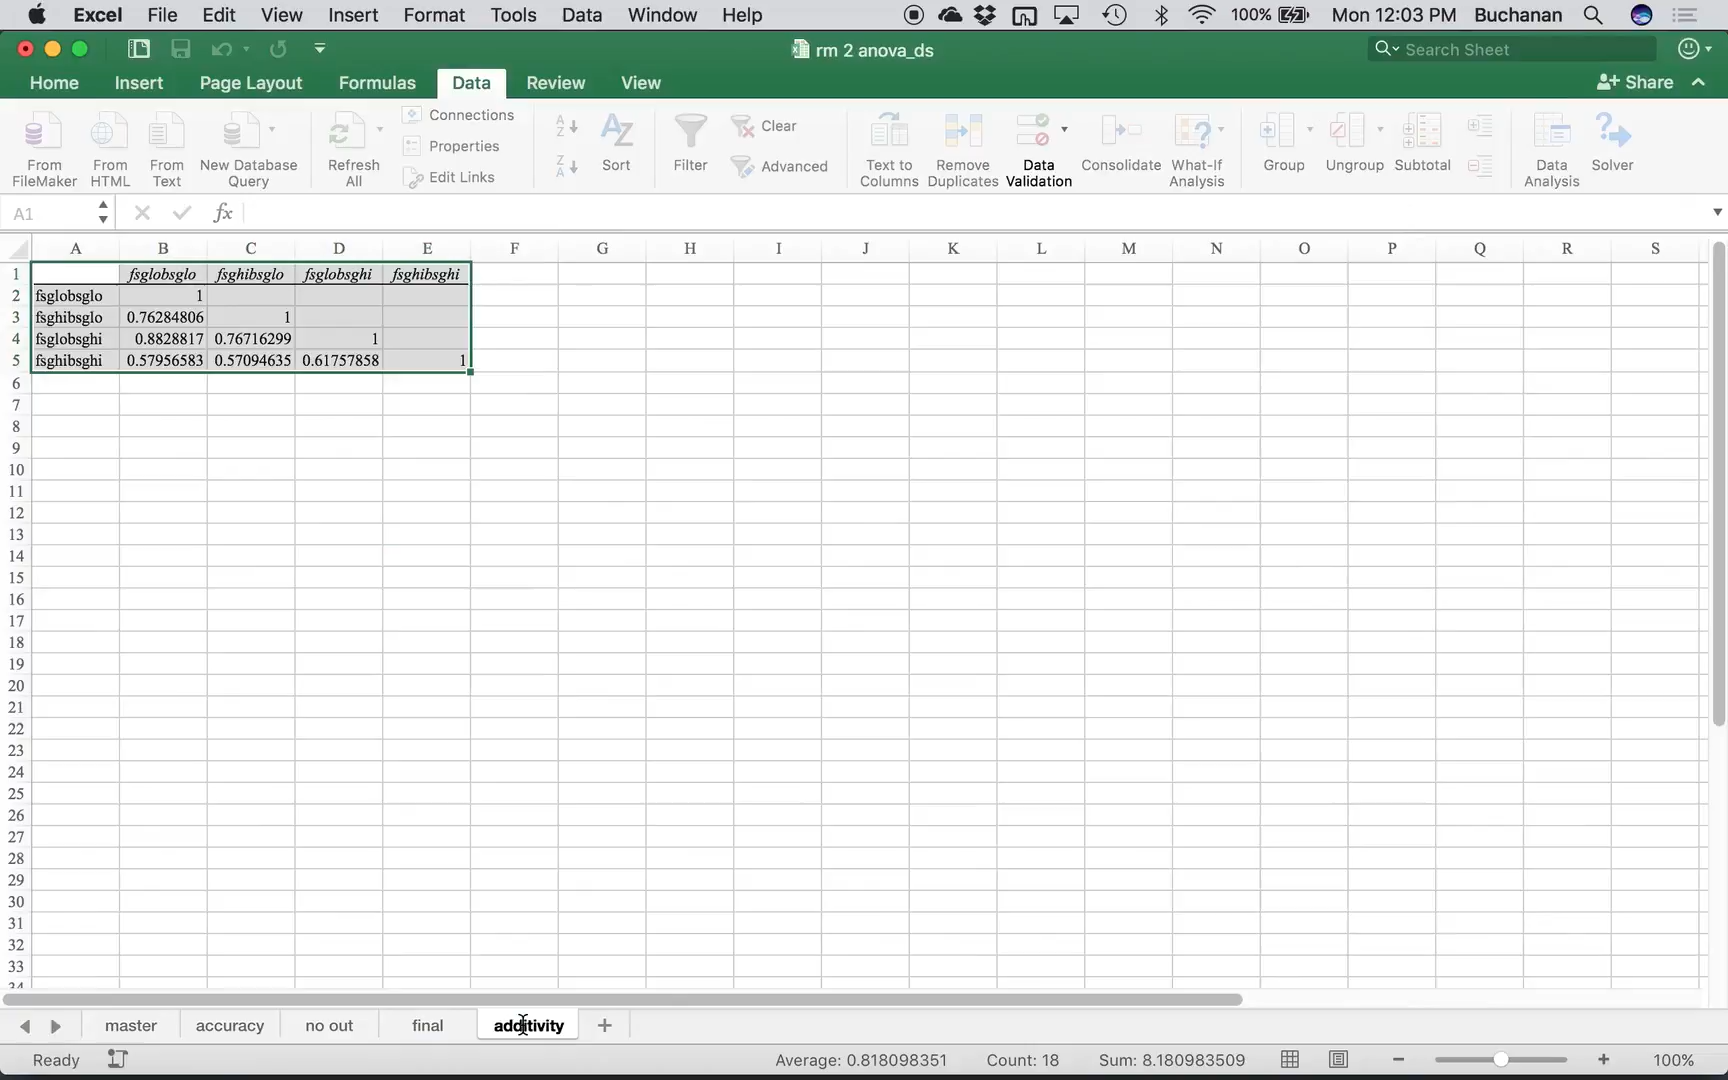 Excel File Edit View Insert Format Tools Data Window Help 100% Mon 12:03 PM Buchanan
rm 2 anova_ds Search Sheet
Home Insert Page Layout Formulas Data Review View Share
From FileMaker
From HTML
From Text
New Database Query
Refresh All
Connections
Properties
Edit Links
Sort
Filter
Clear
Advanced
Text to Columns
Remove Duplicates
Data Validation
Consolidate
What-If Analysis
Group
Ungroup
Subtotal
Data Analysis
Solver
A1 fx
A B C D E F G H I J K L M N O P Q R S
1 fsglobsglo fsghibsglo fsglobsghi fsghibsghi
2 fsglobsglo 1
3 fsghibsglo 0.76284806 1
4 fsglobsghi 0.8828817 0.76716299 1
5 fsghibsghi 0.57956583 0.57094635 0.61757858 1
6
7
8
9
10
11
12
13
14
15
16
17
18
19
20
21
22
23
24
25
26
27
28
29
30
31
32
33
34
master accuracy no out final additivity
Ready Average: 0.818098351 Count: 18 Sum: 8.180983509 100%